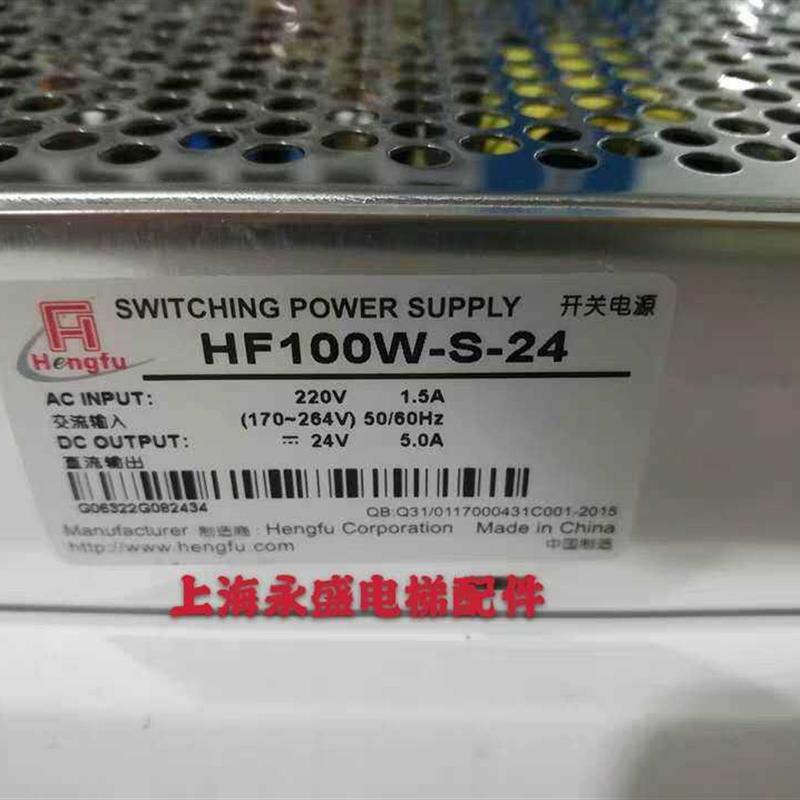 SWITCHING POWER SUPPLY 开关电源
Hengfu
HF100W-S-24
AC INPUT: 220V 1.5A
交流输入 (170~264V) 50/60Hz
DC OUTPUT: ⎓ 24V 5.0A
直流输出
G06322G082434 QB:Q31/0117000431C001-2015
Manufacturer 制造商: Hengfu Corporation Made in China
http://www.hengfu.com 中国制造
上海永盛电梯配件